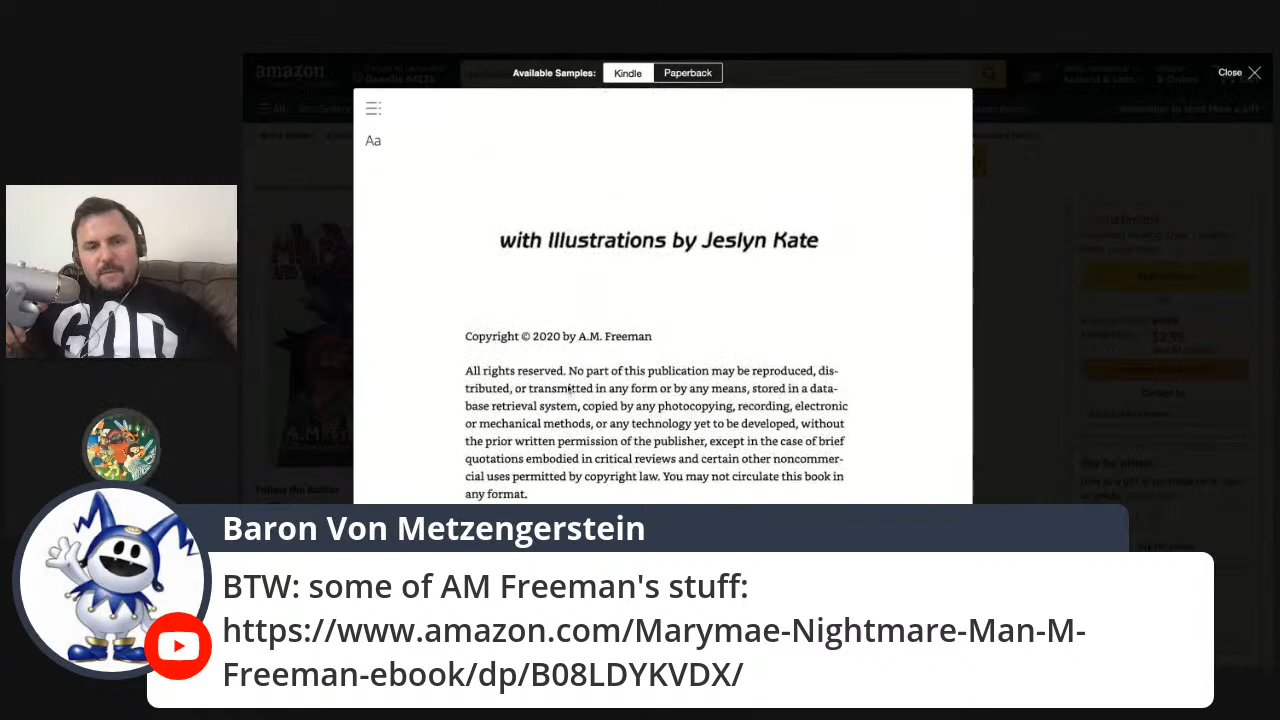 amazon
Available Samples:
Kindle
Paperback
Close
Aa
with Illustrations by Jeslyn Kate
Copyright © 2020 by A.M. Freeman
All rights reserved. No part of this publication may be reproduced, dis-
tributed, or transmitted in any form or by any means, stored in a data-
base retrieval system, copied by any photocopying, recording, electronic
or mechanical methods, or any technology yet to be developed, without
the prior written permission of the publisher, except in the case of brief
quotations embodied in critical reviews and certain other noncommer-
cial uses permitted by copyright law. You may not circulate this book in
any format.
GOD
Follow the Author
Baron Von Metzengerstein
BTW: some of AM Freeman's stuff:
https://www.amazon.com/Marymae-Nightmare-Man-M-
Freeman-ebook/dp/B08LDYKVDX/